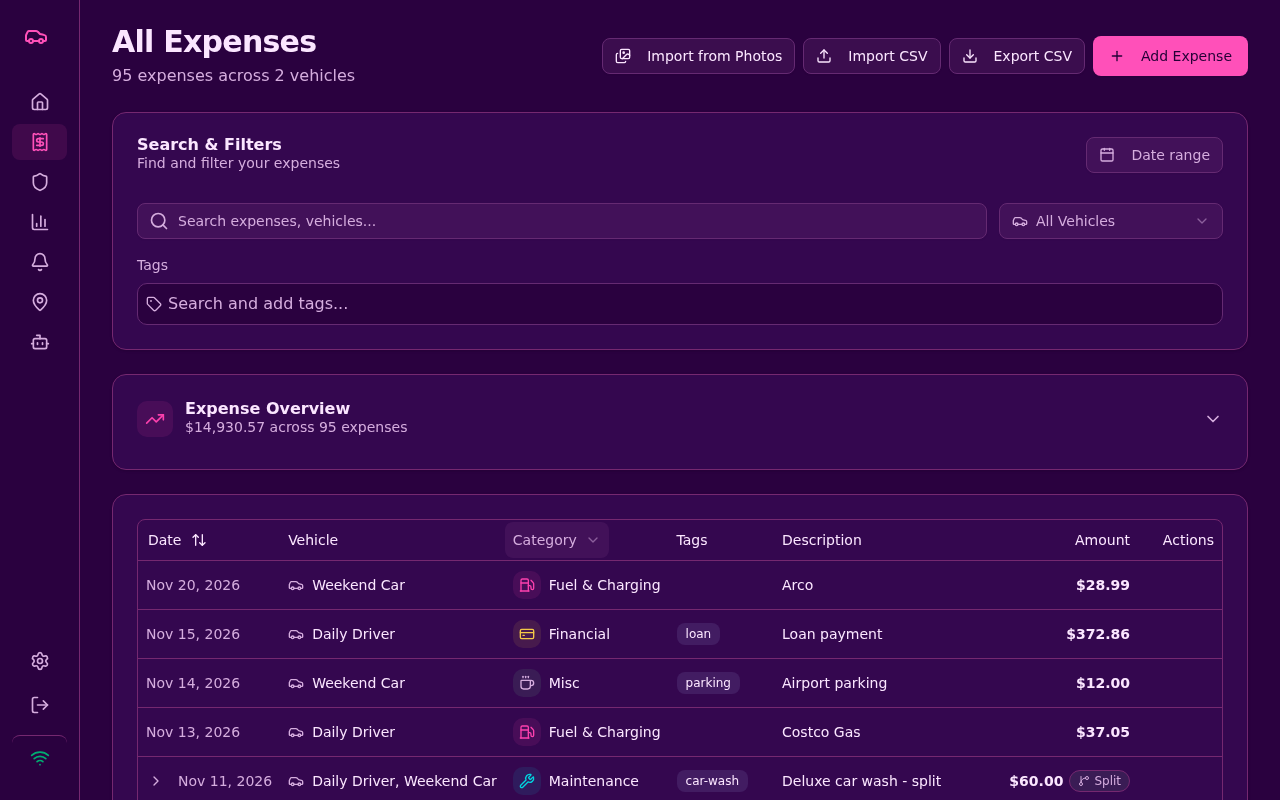 All Expenses
95 expenses across 2 vehicles
Import from Photos
Import CSV
Export CSV
Add Expense
Search & Filters
Find and filter your expenses
Date range
Search expenses, vehicles...
All Vehicles
Tags
Search and add tags...
Expense Overview
$14,930.57 across 95 expenses
Date Vehicle Category Tags Description Amount Actions
Nov 20, 2026 Weekend Car Fuel & Charging Arco $28.99
Nov 15, 2026 Daily Driver Financial loan Loan payment $372.86
Nov 14, 2026 Weekend Car Misc parking Airport parking $12.00
Nov 13, 2026 Daily Driver Fuel & Charging Costco Gas $37.05
Nov 11, 2026 Daily Driver, Weekend Car Maintenance car-wash Deluxe car wash - split $60.00 Split